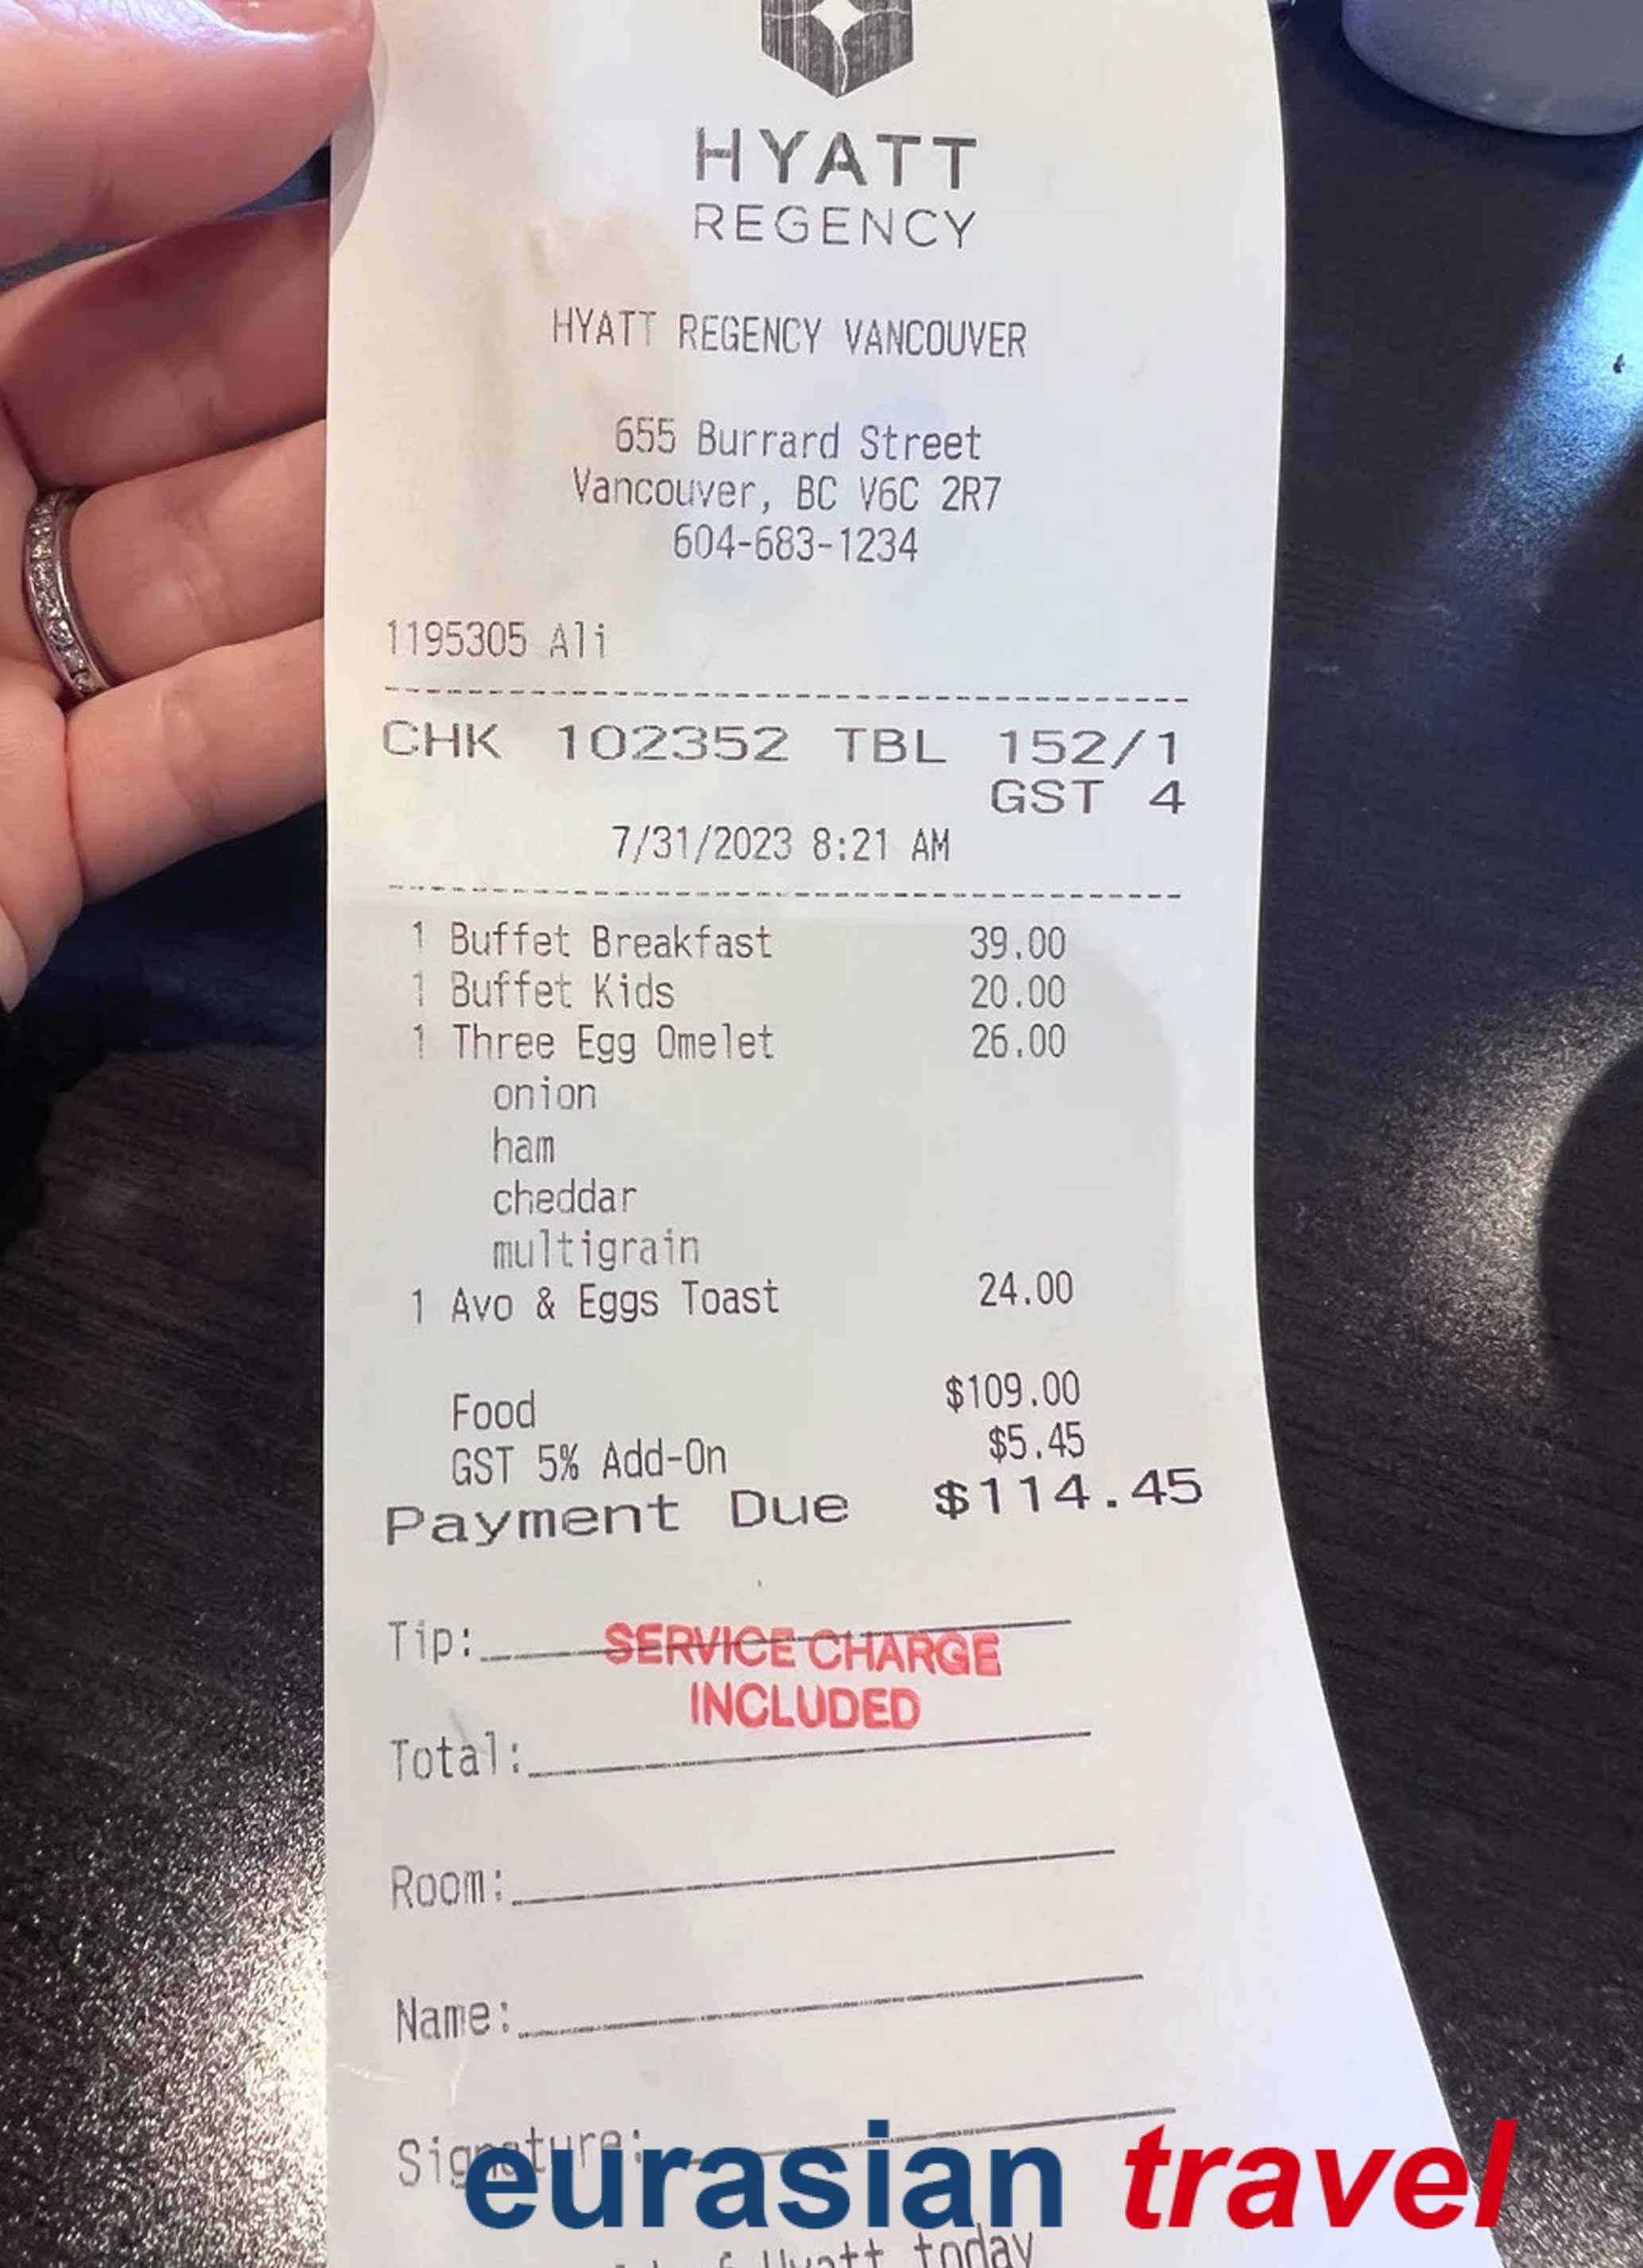 HYATT
REGENCY
HYATT REGENCY VANCOUVER
655 Burrard Street
Vancouver, BC V6C 2R7
604-683-1234
1195305 Ali
CHK 102352 TBL 152/1
GST 4
7/31/2023 8:21 AM
1 Buffet Breakfast 39.00
1 Buffet Kids 20.00
1 Three Egg Omelet 26.00
onion
ham
cheddar
multigrain
1 Avo & Eggs Toast 24.00
Food $109.00
GST 5% Add-On $5.45
Payment Due $114.45
Tip:
SERVICE CHARGE
INCLUDED
Total:
Room:
Name:
Signature:
eurasian travel
Hyatt today